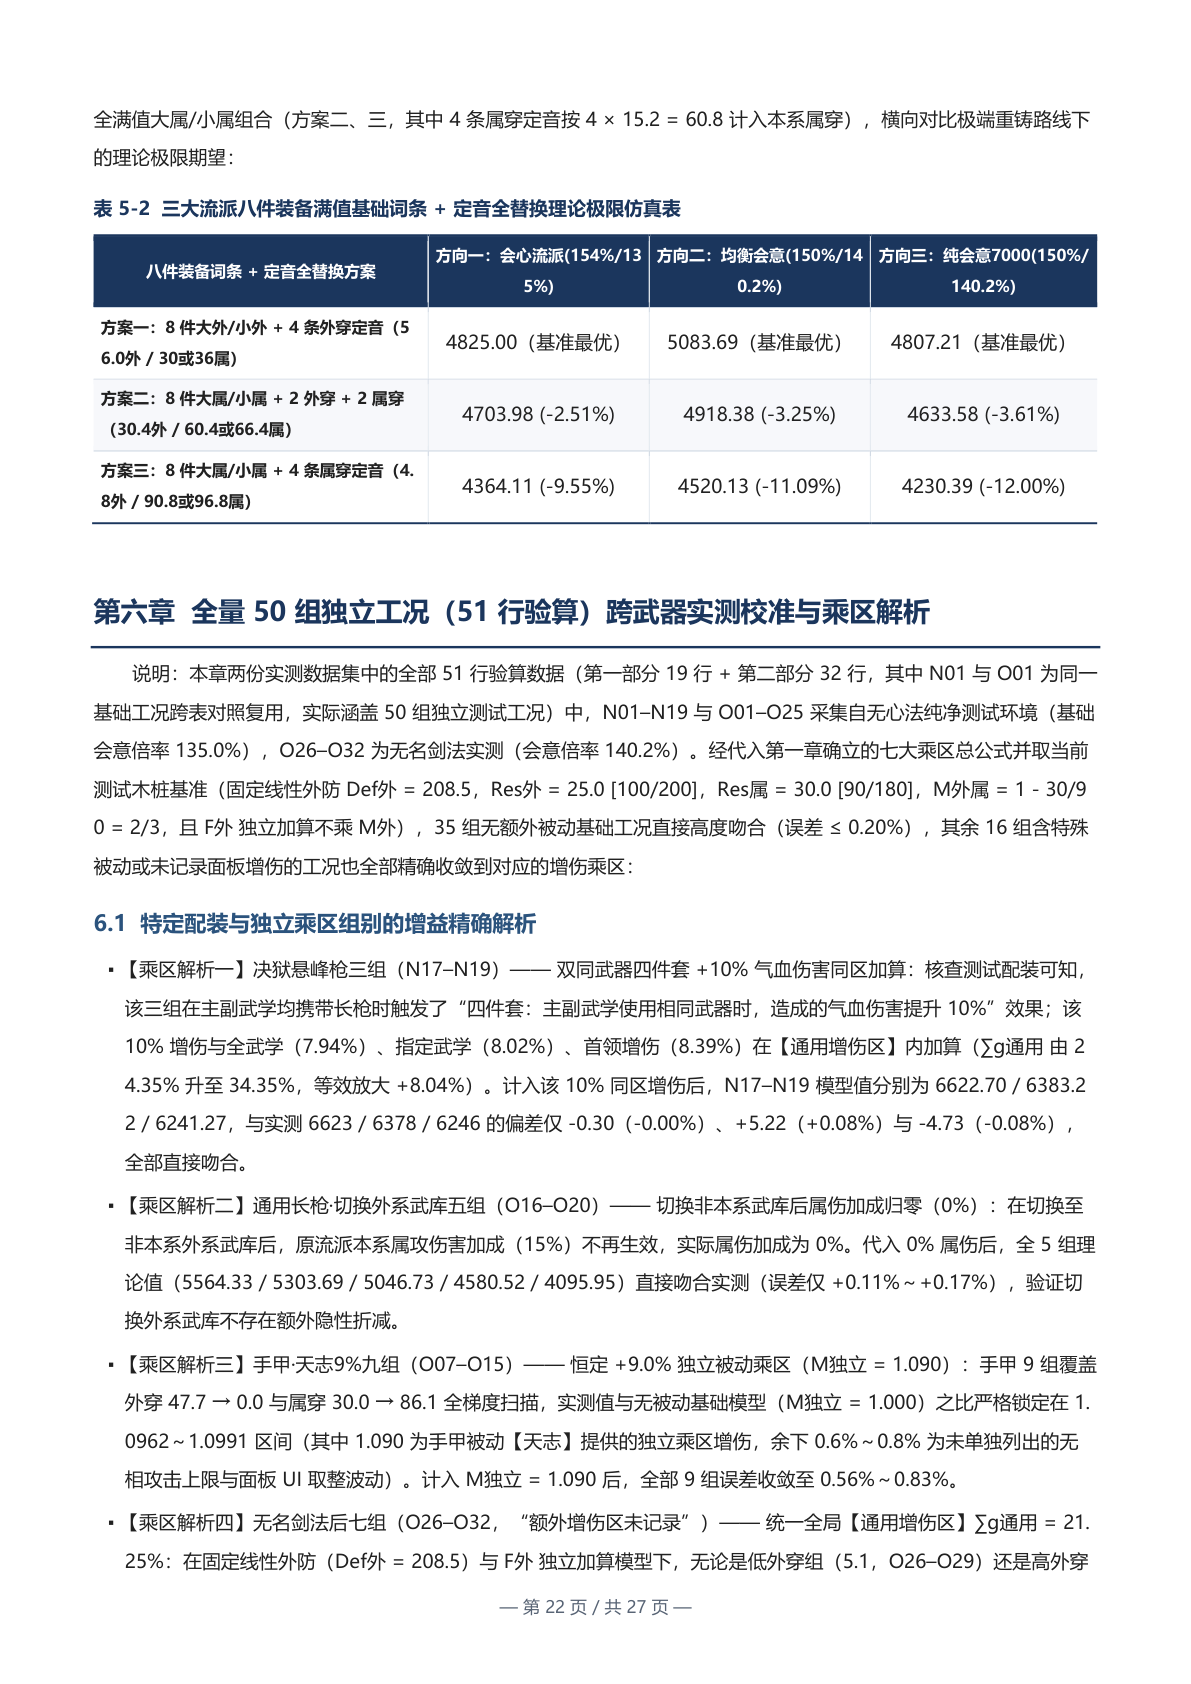 全满值大属/小属组合（方案二、三，其中 4 条属穿定音按 4 × 15.2 = 60.8 计入本系属穿），横向对比极端重铸路线下
的理论极限期望：
表 5-2 三大流派八件装备满值基础词条 + 定音全替换理论极限仿真表
八件装备词条 + 定音全替换方案
方向一：会心流派(154%/13
5%)
方向二：均衡会意(150%/14
0.2%)
方向三：纯会意7000(150%/
140.2%)
方案一：8 件大外/小外 + 4 条外穿定音（5
6.0外 / 30或36属）
4825.00（基准最优）
5083.69（基准最优）
4807.21（基准最优）
方案二：8 件大属/小属 + 2 外穿 + 2 属穿
（30.4外 / 60.4或66.4属）
4703.98 (-2.51%)
4918.38 (-3.25%)
4633.58 (-3.61%)
方案三：8 件大属/小属 + 4 条属穿定音（4.
8外 / 90.8或96.8属）
4364.11 (-9.55%)
4520.13 (-11.09%)
4230.39 (-12.00%)
第六章 全量 50 组独立工况（51 行验算）跨武器实测校准与乘区解析
说明：本章两份实测数据集中的全部 51 行验算数据（第一部分 19 行 + 第二部分 32 行，其中 N01 与 O01 为同一
基础工况跨表对照复用，实际涵盖 50 组独立测试工况）中，N01–N19 与 O01–O25 采集自无心法纯净测试环境（基础
会意倍率 135.0%），O26–O32 为无名剑法实测（会意倍率 140.2%）。经代入第一章确立的七大乘区总公式并取当前
测试木桩基准（固定线性外防 Def外 = 208.5，Res外 = 25.0 [100/200]，Res属 = 30.0 [90/180]，M外属 = 1 - 30/9
0 = 2/3，且 F外 独立加算不乘 M外），35 组无额外被动基础工况直接高度吻合（误差 ≤ 0.20%），其余 16 组含特殊
被动或未记录面板增伤的工况也全部精确收敛到对应的增伤乘区：
6.1 特定配装与独立乘区组别的增益精确解析
▪ 【乘区解析一】决狱悬峰枪三组（N17–N19）—— 双同武器四件套 +10% 气血伤害同区加算：核查测试配装可知，
该三组在主副武学均携带长枪时触发了“四件套：主副武学使用相同武器时，造成的气血伤害提升 10%”效果；该
10% 增伤与全武学（7.94%）、指定武学（8.02%）、首领增伤（8.39%）在【通用增伤区】内加算（∑g通用 由 2
4.35% 升至 34.35%，等效放大 +8.04%）。计入该 10% 同区增伤后，N17–N19 模型值分别为 6622.70 / 6383.2
2 / 6241.27，与实测 6623 / 6378 / 6246 的偏差仅 -0.30（-0.00%）、+5.22（+0.08%）与 -4.73（-0.08%），
全部直接吻合。
▪ 【乘区解析二】通用长枪·切换外系武库五组（O16–O20）—— 切换非本系武库后属伤加成归零（0%）：在切换至
非本系外系武库后，原流派本系属攻伤害加成（15%）不再生效，实际属伤加成为 0%。代入 0% 属伤后，全 5 组理
论值（5564.33 / 5303.69 / 5046.73 / 4580.52 / 4095.95）直接吻合实测（误差仅 +0.11%～+0.17%），验证切
换外系武库不存在额外隐性折减。
▪ 【乘区解析三】手甲·天志9%九组（O07–O15）—— 恒定 +9.0% 独立被动乘区（M独立 = 1.090）：手甲 9 组覆盖
外穿 47.7 → 0.0 与属穿 30.0 → 86.1 全梯度扫描，实测值与无被动基础模型（M独立 = 1.000）之比严格锁定在 1.
0962～1.0991 区间（其中 1.090 为手甲被动【天志】提供的独立乘区增伤，余下 0.6%～0.8% 为未单独列出的无
相攻击上限与面板 UI 取整波动）。计入 M独立 = 1.090 后，全部 9 组误差收敛至 0.56%～0.83%。
▪ 【乘区解析四】无名剑法后七组（O26–O32，“额外增伤区未记录”）—— 统一全局【通用增伤区】∑g通用 = 21.
25%：在固定线性外防（Def外 = 208.5）与 F外 独立加算模型下，无论是低外穿组（5.1，O26–O29）还是高外穿
— 第 22 页 / 共 27 页 —